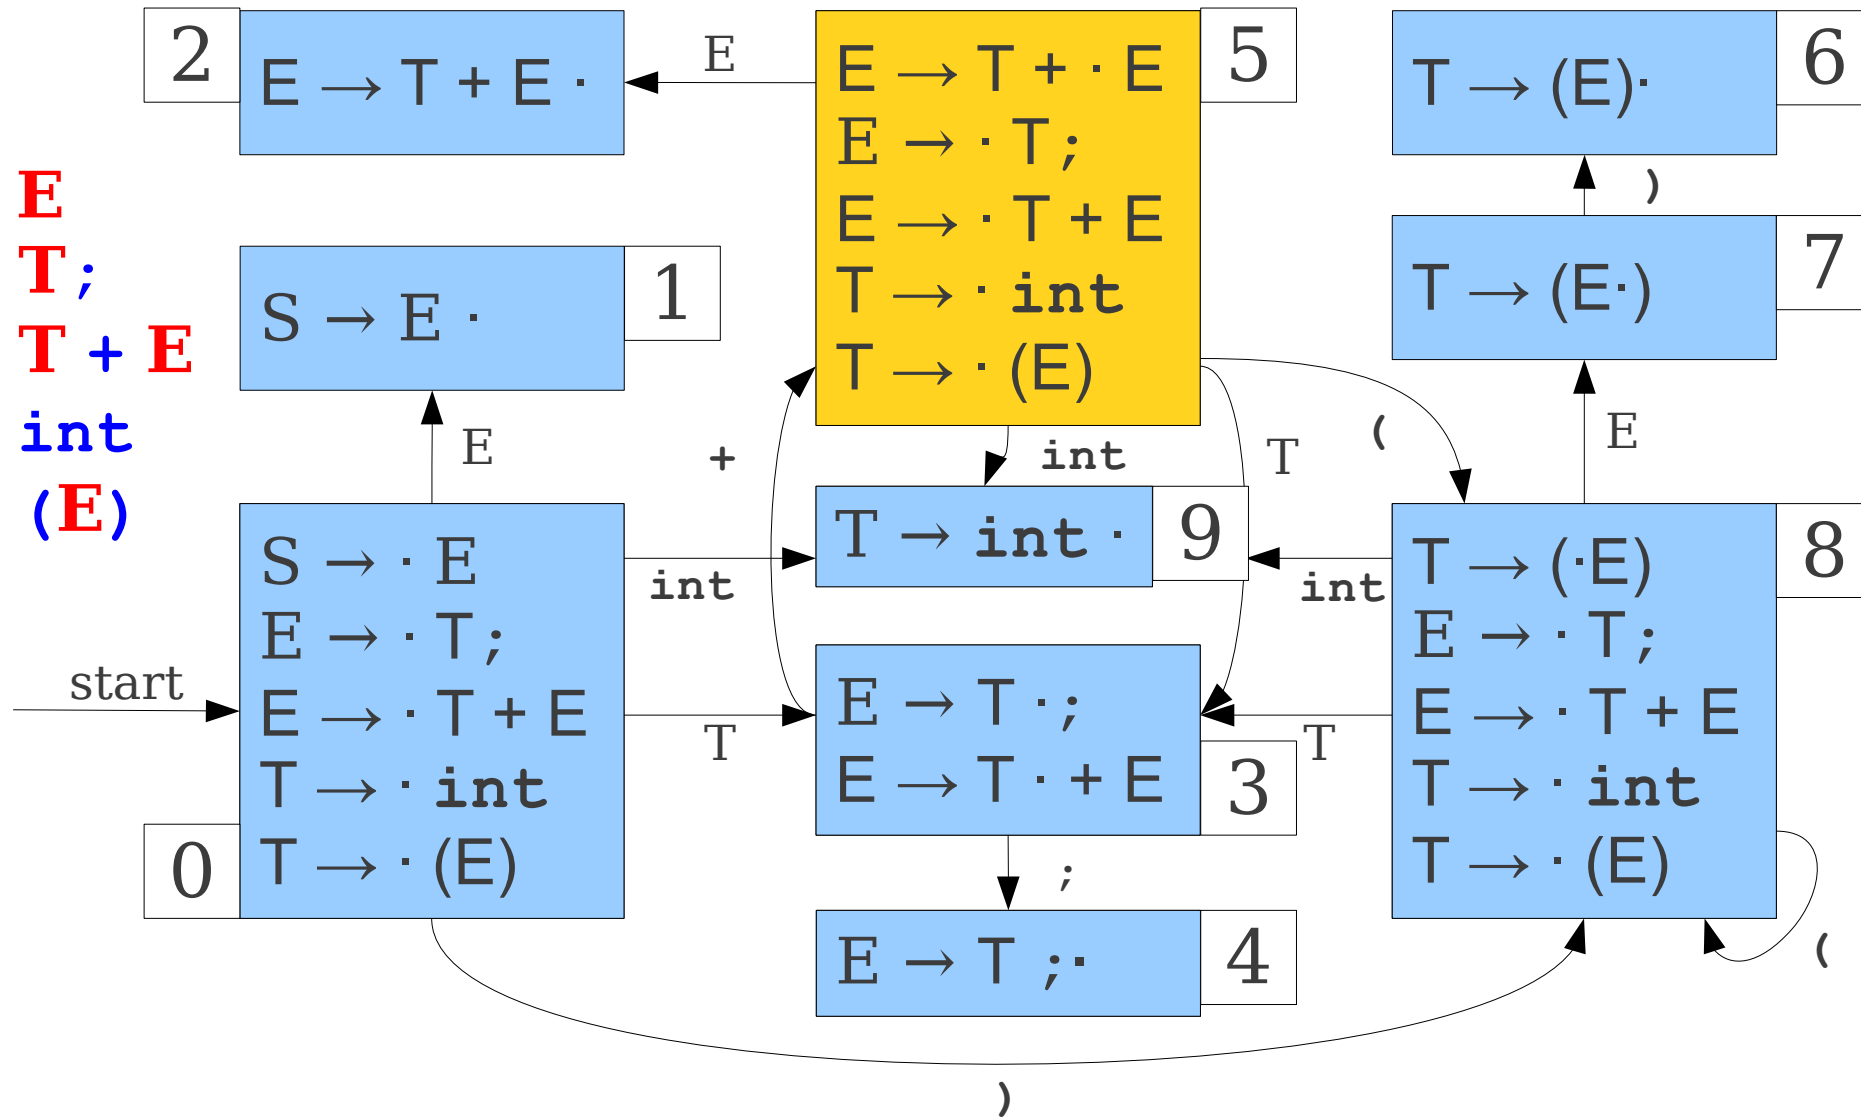 E
T ;
T + E
int
(E)
2
E → T + E ·
E
5
E → T + · E
E → · T ;
E → · T + E
T → · int
T → · (E)
6
T → (E)·
)
7
T → (E·)
1
S → E ·
E
+
int
T
(
E
T → int ·
9
start
0
S → · E
E → · T ;
E → · T + E
T → · int
T → · (E)
int
T
E → T · ;
E → T · + E
3
;
E → T ;·
4
int
T
8
T → (·E)
E → · T ;
E → · T + E
T → · int
T → · (E)
(
)